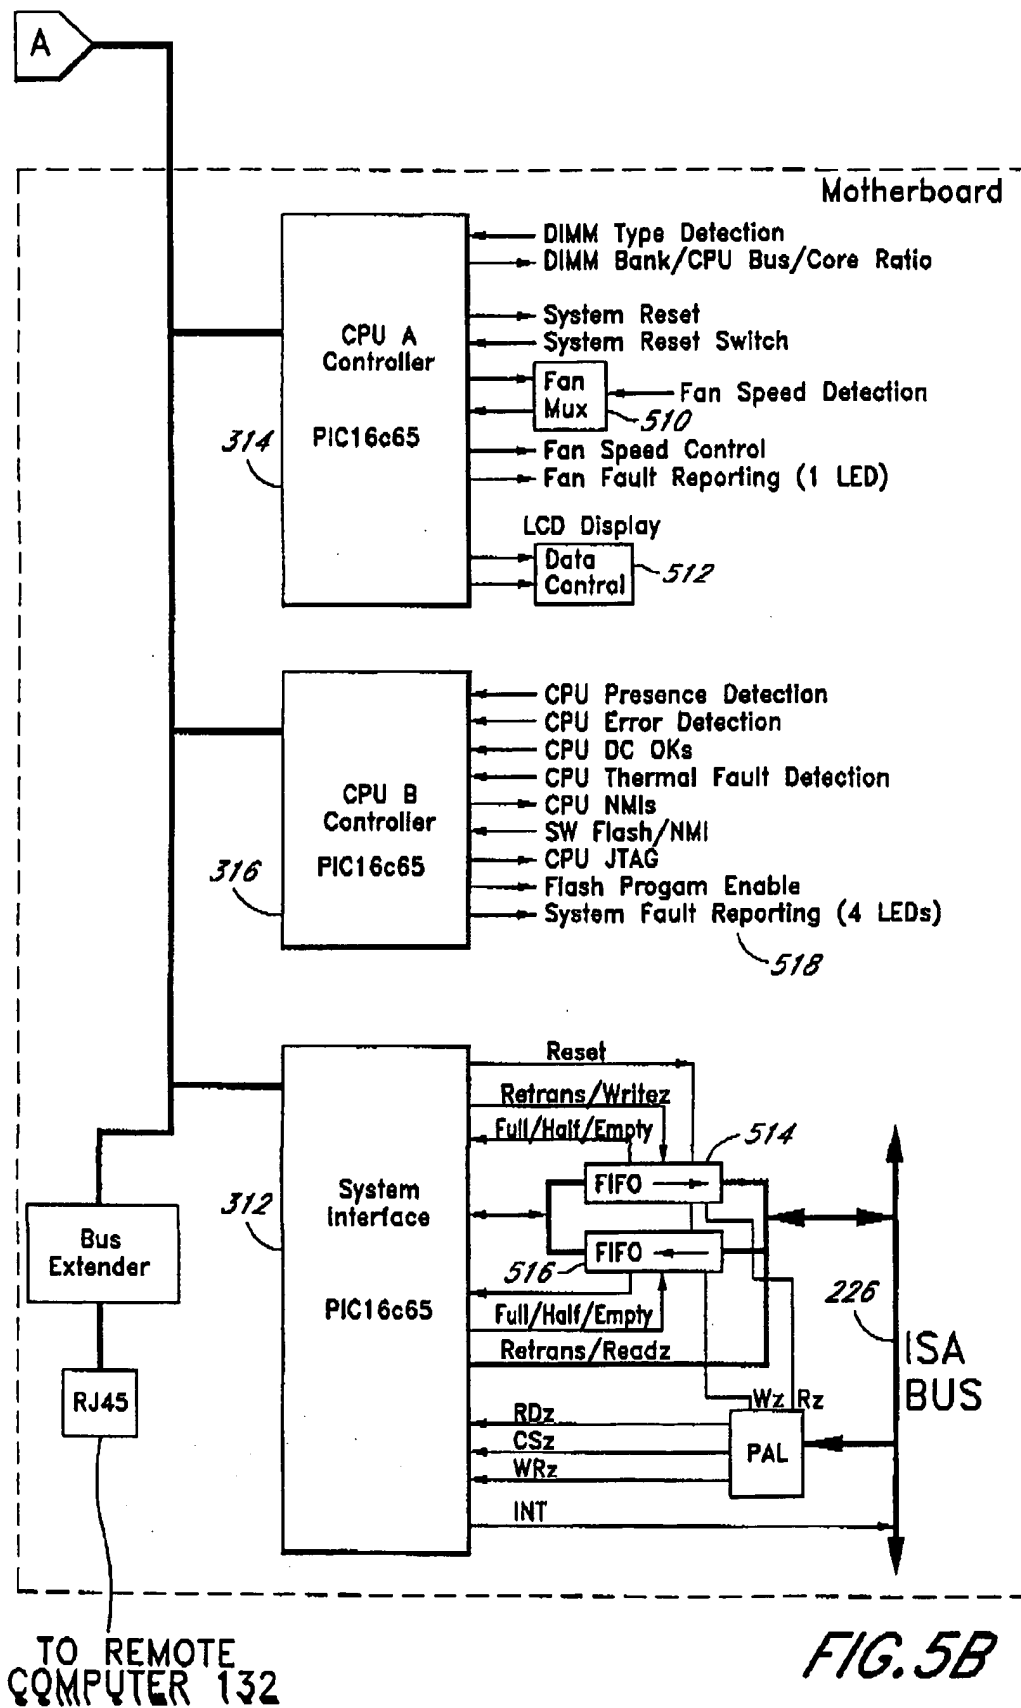 A
Motherboard
CPU A
Controller
PIC16c65
314
DIMM Type Detection
DIMM Bank/CPU Bus/Core Ratio
System Reset
System Reset Switch
Fan
Mux
510
Fan Speed Detection
Fan Speed Control
Fan Fault Reporting (1 LED)
LCD Display
Data
Control
512
CPU B
Controller
PIC16c65
316
CPU Presence Detection
CPU Error Detection
CPU DC OKs
CPU Thermal Fault Detection
CPU NMIs
SW Flash/NMI
CPU JTAG
Flash Progam Enable
System Fault Reporting (4 LEDs)
518
System
Interface
PIC16c65
312
Reset
Retrans/Writez
Full/Half/Empty
514
FIFO
FIFO
516
Full/Half/Empty
Retrans/Readz
226
ISA
BUS
Wz Rz
RDz
CSz
WRz
PAL
INT
Bus
Extender
RJ45
TO REMOTE
COMPUTER 132
FIG. 5B